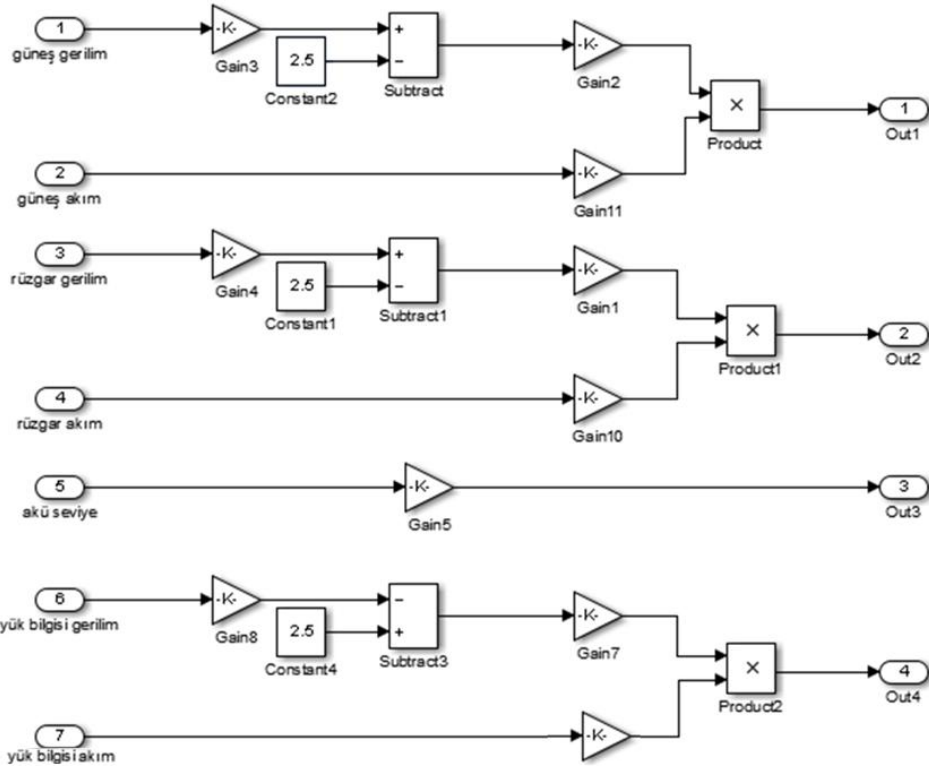 1
güneş gerilim
-K-
Gain3
2.5
Constant2
+
−
Subtract
-K-
Gain2
×
Product
1
Out1
2
güneş akım
-K-
Gain11
3
rüzgar gerilim
-K-
Gain4
2.5
Constant1
+
−
Subtract1
-K-
Gain1
×
Product1
2
Out2
4
rüzgar akım
-K-
Gain10
5
akü seviye
-K-
Gain5
3
Out3
6
yük bilgisi gerilim
-K-
Gain8
2.5
Constant4
−
+
Subtract3
-K-
Gain7
×
Product2
4
Out4
7
yük bilgisi akım
-K-